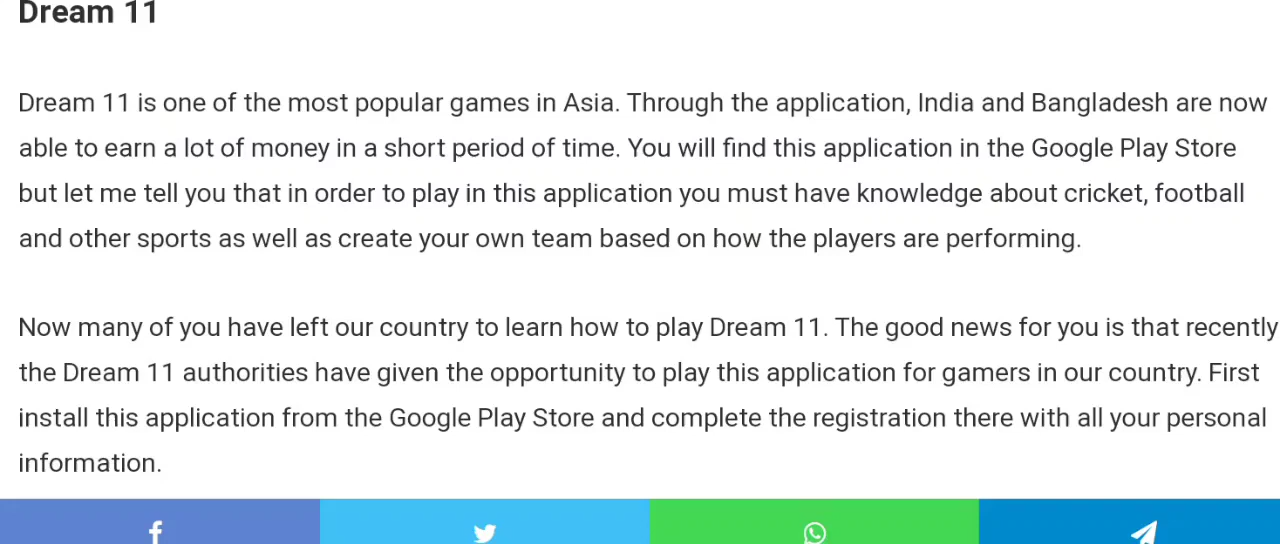 Dream 11
Dream 11 is one of the most popular games in Asia. Through the application, India and Bangladesh are now
able to earn a lot of money in a short period of time. You will find this application in the Google Play Store
but let me tell you that in order to play in this application you must have knowledge about cricket, football
and other sports as well as create your own team based on how the players are performing.
Now many of you have left our country to learn how to play Dream 11. The good news for you is that recently
the Dream 11 authorities have given the opportunity to play this application for gamers in our country. First
install this application from the Google Play Store and complete the registration there with all your personal
information.